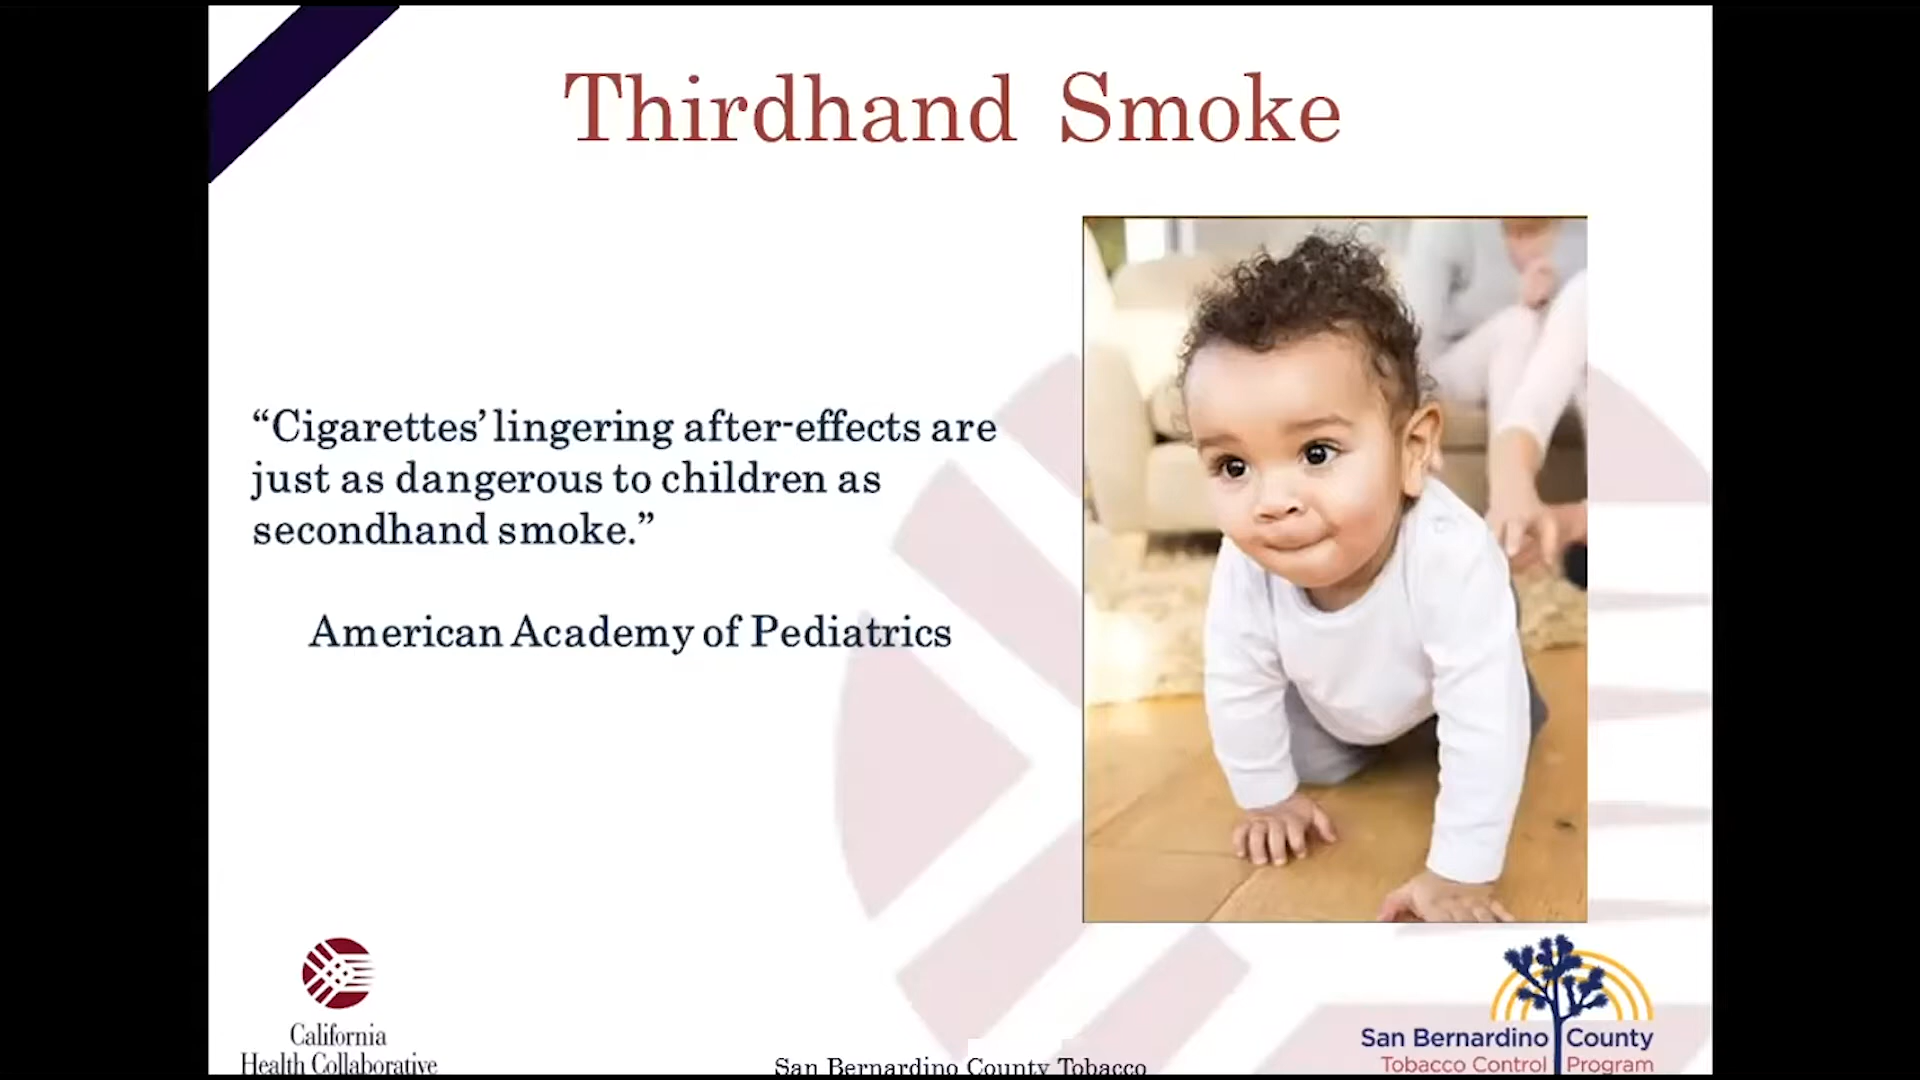 Thirdhand Smoke
“Cigarettes’ lingering after-effects are
just as dangerous to children as
secondhand smoke.”
American Academy of Pediatrics
California
Health Collaborative
San Bernardino County Tobacco
San Bernardino County
Tobacco Control Program